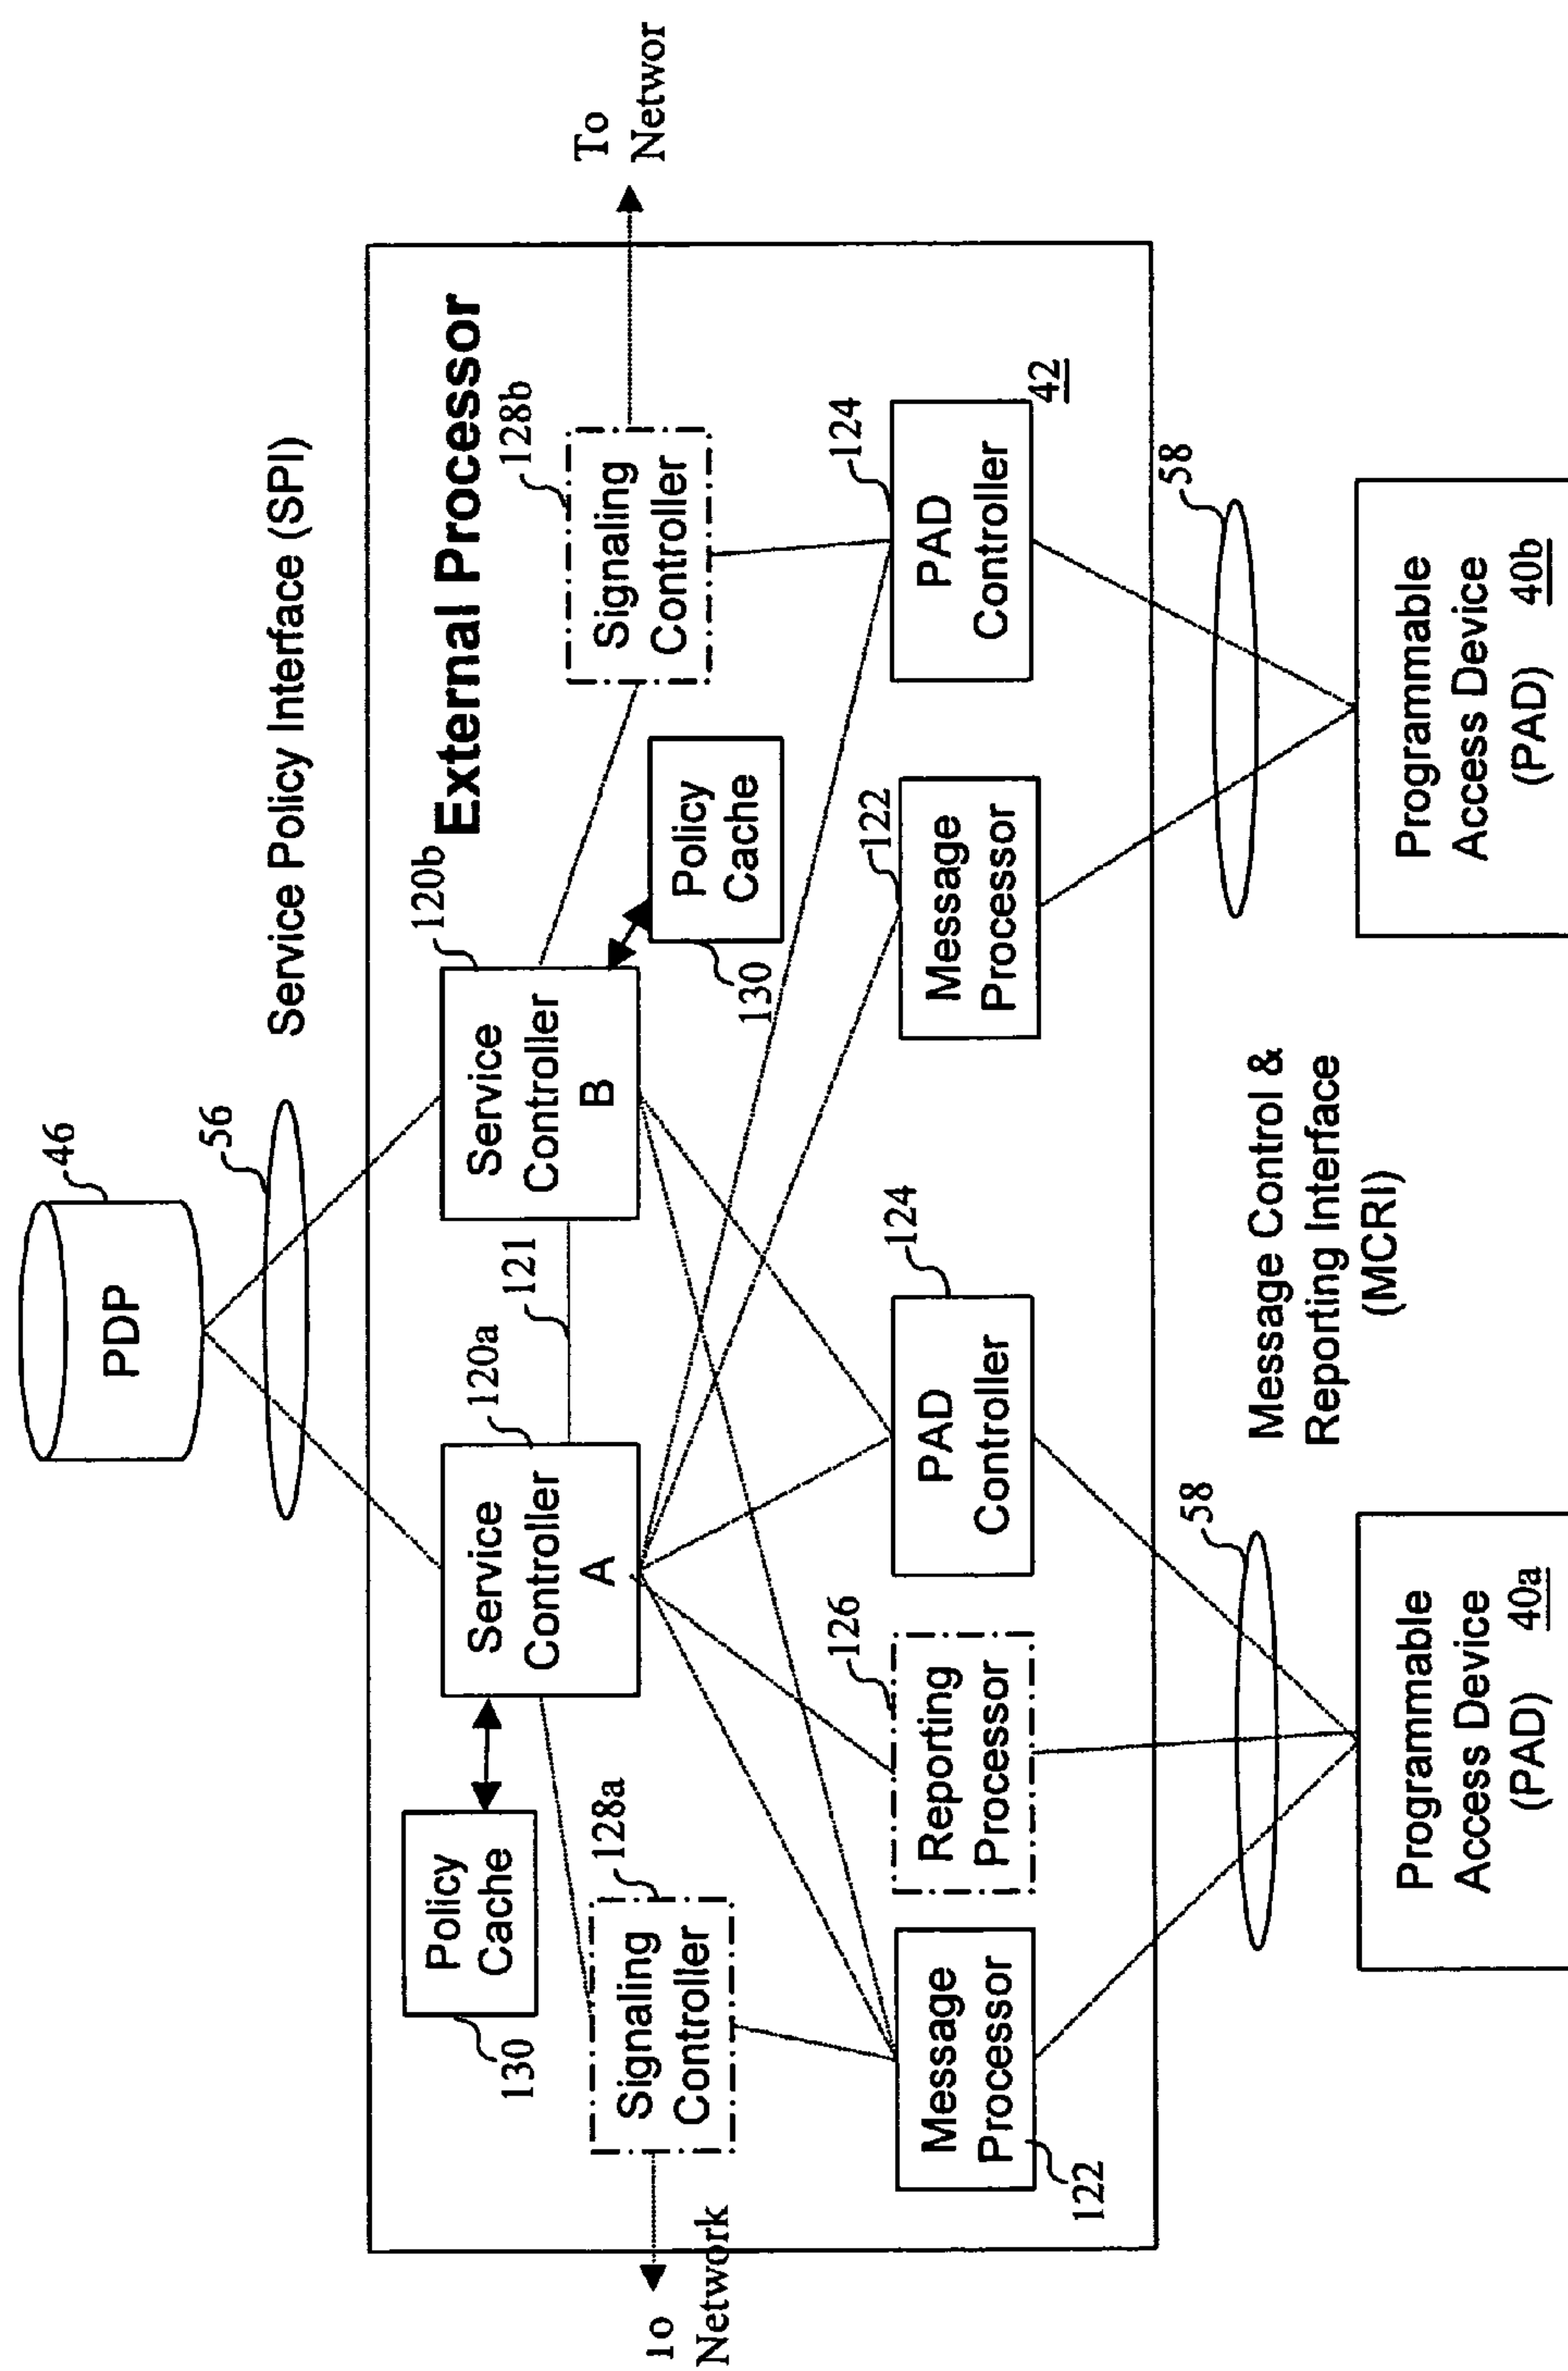 PDP
46
56
Service Policy Interface (SPI)
External Processor
Policy
Cache
130
Service
Controller
A
120a
121
Service
Controller
B
120b
Policy
Cache
130
Signaling
Controller
128a
1o
Network
Signaling
Controller
128b
To
Networ
Message
Processor
122
Reporting
Processor
126
PAD
Controller
124
Message
Processor
122
PAD
Controller
124
42
58
Message Control &
Reporting Interface
(MCRI)
58
Programmable
Access Device
(PAD) 40a
Programmable
Access Device
(PAD) 40b